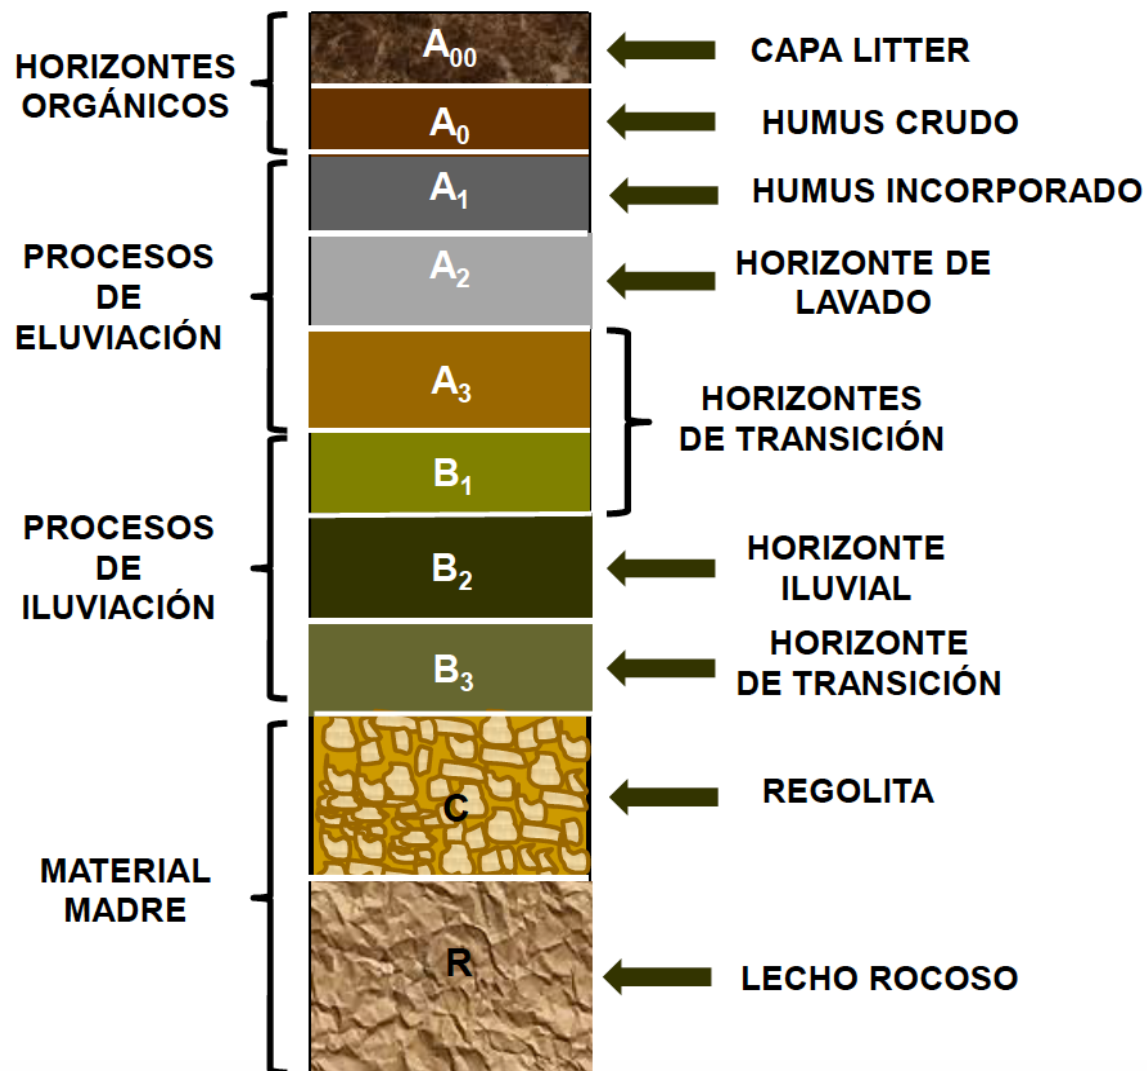 HORIZONTES
ORGÁNICOS
A₀₀
CAPA LITTER
A₀
HUMUS CRUDO
PROCESOS
DE
ELUVIACIÓN
A₁
HUMUS INCORPORADO
A₂
HORIZONTE DE
LAVADO
A₃
HORIZONTES
DE TRANSICIÓN
PROCESOS
DE
ILUVIACIÓN
B₁
B₂
HORIZONTE
ILUVIAL
B₃
HORIZONTE
DE TRANSICIÓN
MATERIAL
MADRE
C
REGOLITA
R
LECHO ROCOSO